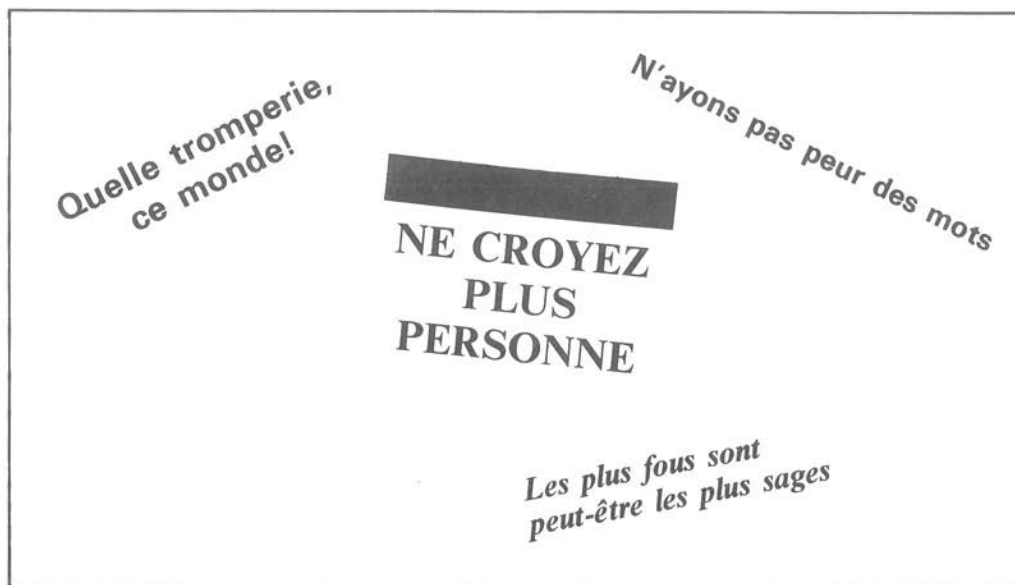 Quelle tromperie,
ce monde!
N'ayons pas peur des mots
NE CROYEZ
PLUS
PERSONNE
Les plus fous sont
peut-être les plus sages